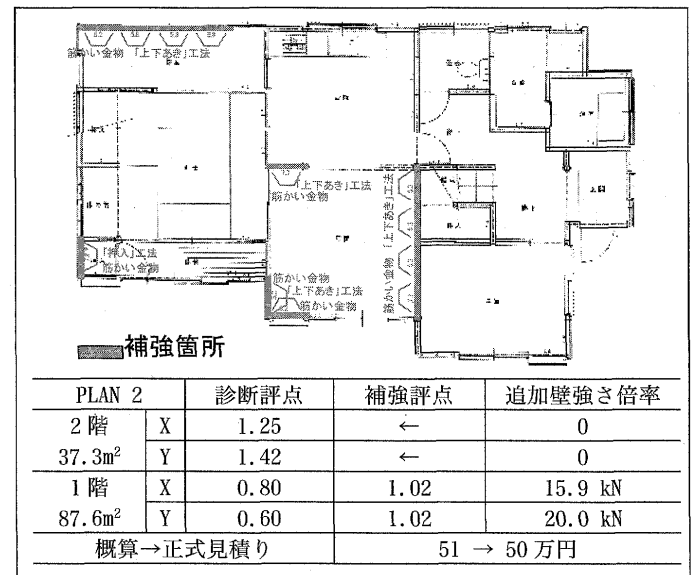 筋かい金物 「上下あき」工法
「上下あき」工法
筋かい金物
筋かい金物 「上下あき」工法
「押入」工法
筋かい金物
筋かい金物
「上下あき」工法
筋かい金物
補強箇所
PLAN 2 診断評点 補強評点 追加壁強さ倍率
2階 X 1.25 ← 0
37.3m² Y 1.42 ← 0
1階 X 0.80 1.02 15.9 kN
87.6m² Y 0.60 1.02 20.0 kN
概算→正式見積り 51 → 50万円